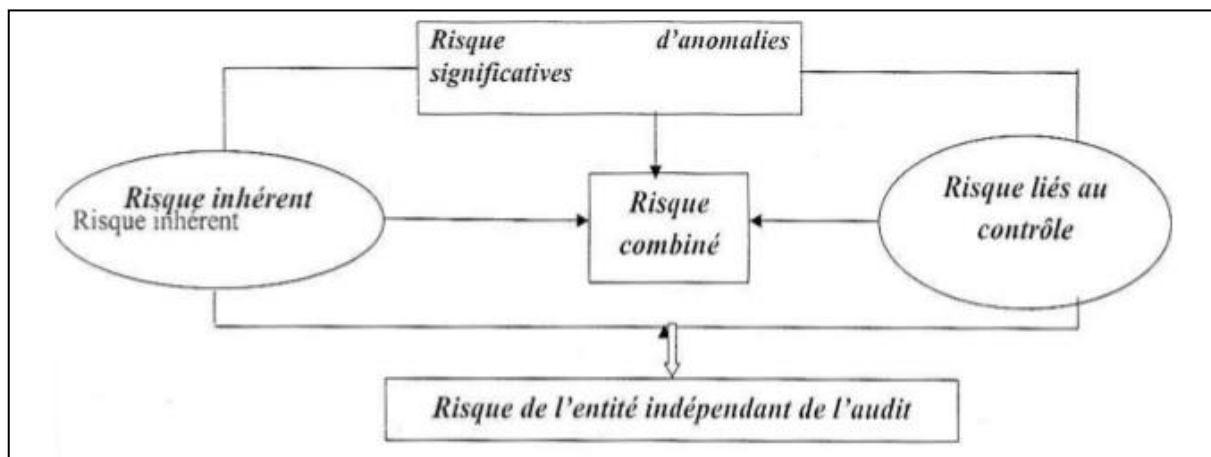 Risque d'anomalies
significatives
Risque inhérent
Risque inhérent
Risque
combiné
Risque liés au
contrôle
Risque de l'entité indépendant de l'audit